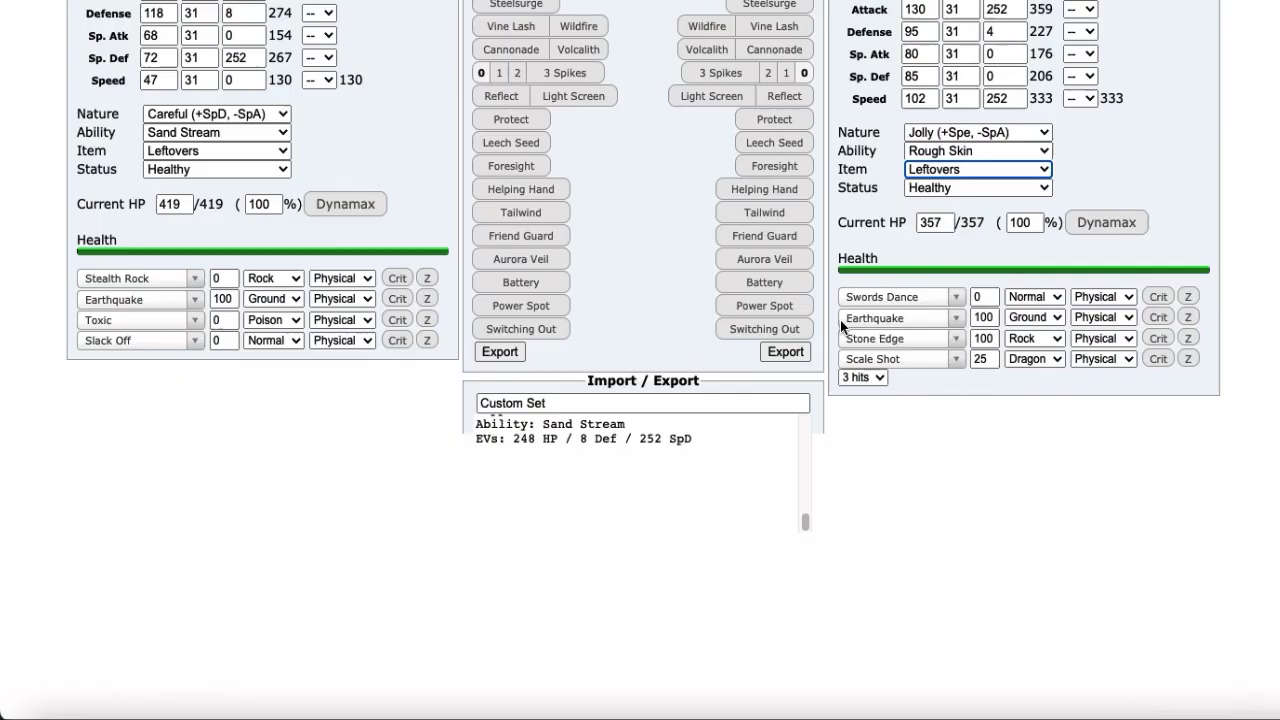 Defense 118 31 8 274 --
Sp. Atk 68 31 0 154 --
Sp. Def 72 31 252 267 --
Speed 47 31 0 130 -- 130
Nature Careful (+SpD, -SpA)
Ability Sand Stream
Item Leftovers
Status Healthy
Current HP 419 /419 ( 100 %) Dynamax
Health
Stealth Rock 0 Rock Physical Crit Z
Earthquake 100 Ground Physical Crit Z
Toxic 0 Poison Physical Crit Z
Slack Off 0 Normal Physical Crit Z
Steelsurge Steelsurge
Vine Lash Wildfire Wildfire Vine Lash
Cannonade Volcalith Volcalith Cannonade
0 1 2 3 Spikes 3 Spikes 2 1 0
Reflect Light Screen Light Screen Reflect
Protect Protect
Leech Seed Leech Seed
Foresight Foresight
Helping Hand Helping Hand
Tailwind Tailwind
Friend Guard Friend Guard
Aurora Veil Aurora Veil
Battery Battery
Power Spot Power Spot
Switching Out Switching Out
Export Export
Import / Export
Custom Set
Ability: Sand Stream
EVs: 248 HP / 8 Def / 252 SpD
Attack 130 31 252 359 --
Defense 95 31 4 227 --
Sp. Atk 80 31 0 176 --
Sp. Def 85 31 0 206 --
Speed 102 31 252 333 -- 333
Nature Jolly (+Spe, -SpA)
Ability Rough Skin
Item Leftovers
Status Healthy
Current HP 357 /357 ( 100 %) Dynamax
Health
Swords Dance 0 Normal Physical Crit Z
Earthquake 100 Ground Physical Crit Z
Stone Edge 100 Rock Physical Crit Z
Scale Shot 25 Dragon Physical Crit Z
3 hits